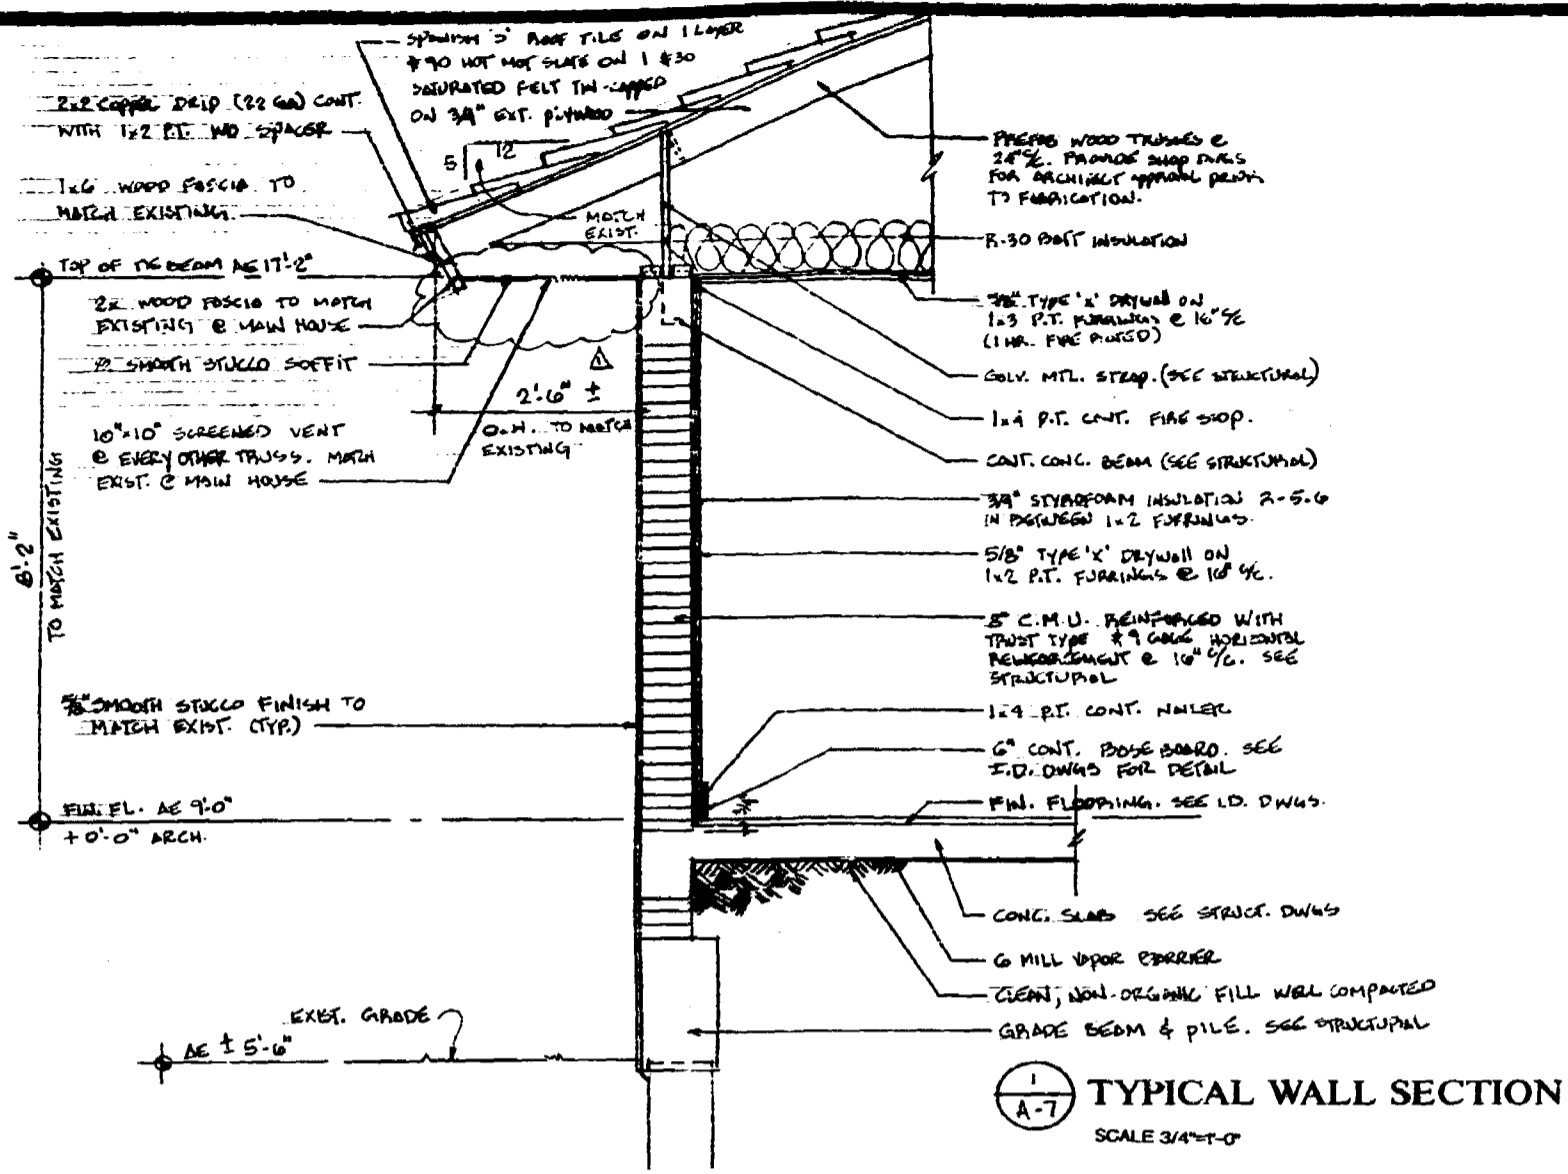 SPANISH 'S' ROOF TILE ON 1 LAYER
#90 HOT MOP SLATE ON 1 #30
SATURATED FELT TIN-CAPPED
ON 3/4" EXT. PLYWOOD
2x2 COPPER DRIP (22 GA) CONT.
WITH 1x2 P.T. WD SPACER
1x6 WOOD FASCIA TO
MATCH EXISTING
5
12
MATCH
EXIST.
TOP OF TIE BEAM AE 17'-2"
2x WOOD FASCIA TO MATCH
EXISTING @ MAIN HOUSE
SMOOTH STUCCO SOFFIT
1
2'-6" ±
O.H. TO MATCH
EXISTING
10"x10" SCREENED VENT
@ EVERY OTHER TRUSS. MATCH
EXIST. @ MAIN HOUSE
8'-2"
TO MATCH EXISTING
5/8" SMOOTH STUCCO FINISH TO
MATCH EXIST. (TYP.)
FIN. FL. AE 9'-0"
+0'-0" ARCH.
EXIST. GRADE
AE ± 5'-6"
PREFAB WOOD TRUSSES @
24" O/C. PROVIDE SHOP DWGS
FOR ARCHITECT APPROVAL PRIOR
TO FABRICATION.
R-30 BATT INSULATION
5/8" TYPE 'X' DRYWALL ON
1x3 P.T. FURRINGS @ 16" O/C
(1 HR. FIRE RATED)
GALV. MTL. STRAP. (SEE STRUCTURAL)
1x4 P.T. CONT. FIRE STOP.
CONT. CONC. BEAM (SEE STRUCTURAL)
3/4" STYROFOAM INSULATION R-5.6
IN BETWEEN 1x2 FURRINGS.
5/8" TYPE 'X' DRYWALL ON
1x2 P.T. FURRINGS @ 16" O/C.
8" C.M.U. REINFORCED WITH
TRUST TYPE #9 GAGE HORIZONTAL
REINFORCEMENT @ 16" O/C. SEE
STRUCTURAL
1x4 P.T. CONT. NAILER
6" CONT. BASE BOARD. SEE
I.D. DWGS FOR DETAIL
FIN. FLOORING. SEE I.D. DWGS.
CONC. SLAB SEE STRUCT. DWGS
6 MILL VAPOR BARRIER
CLEAN, NON-ORGANIC FILL WELL COMPACTED
GRADE BEAM & PILE. SEE STRUCTURAL
1
A-7
TYPICAL WALL SECTION
SCALE 3/4"=1'-0"